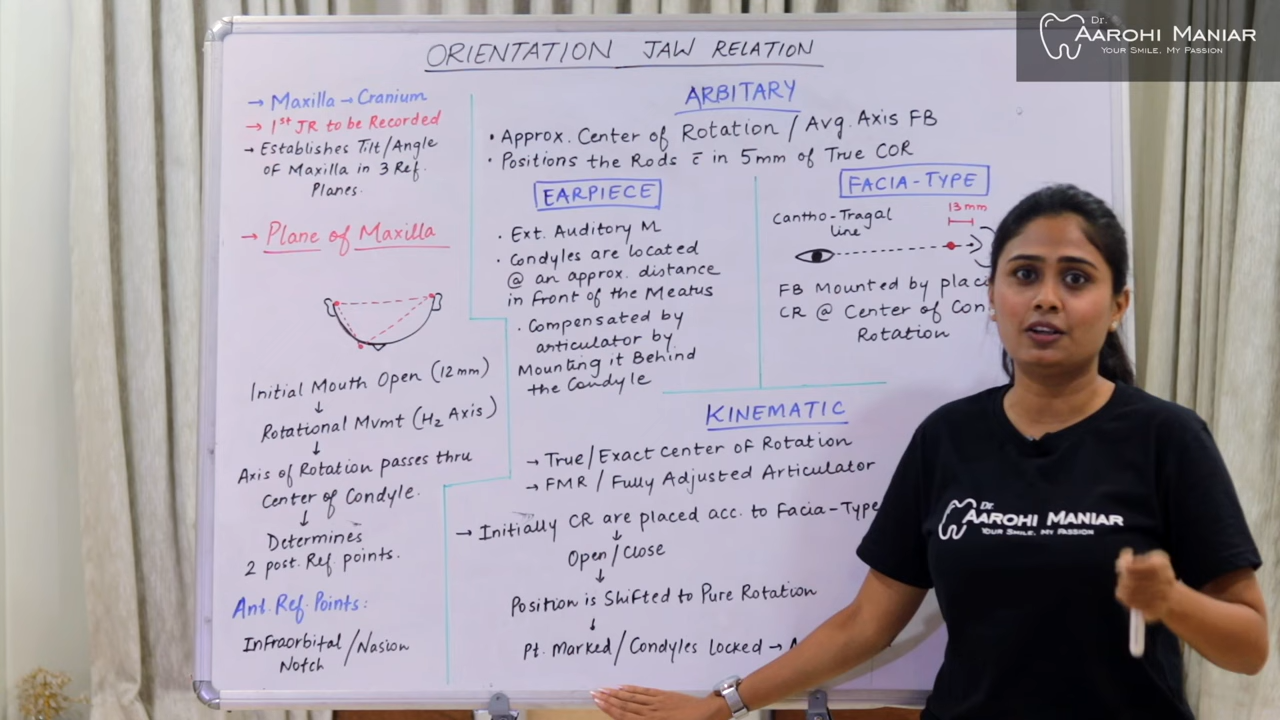 ORIENTATION JAW RELATION
→ Maxilla → Cranium
→ 1st JR to be Recorded
→ Establishes Tilt/Angle
of Maxilla in 3 Ref.
Planes.
→ Plane of Maxilla
Initial Mouth Open (12mm)
↓
Rotational Mvmt (Hz Axis)
↓
Axis of Rotation passes thru
Center of Condyle.
↓
Determines
2 post. Ref points.
Ant. Ref. Points:
Infraorbital / Nasion
Notch
ARBITARY
• Approx. Center of Rotation / Avg. Axis FB
• Positions the Rods c̄ in 5mm of True COR
EARPIECE
• Ext. Auditory M
• Condyles are located
@ an approx. distance
in front of the Meatus
• Compensated by
articulator by
Mounting it Behind
the Condyle
FACIA-TYPE
13 mm
Cantho-Tragal
line
FB Mounted by
CR @ Center of
Rotation
KINEMATIC
→ True/Exact Center of Rotation
→ FMR / Fully Adjusted Articulator
→ Initially CR are placed acc. to Facia-Type
↓
Open/Close
↓
Position is Shifted to Pure Rotation
↓
Pt. Marked/Condyles locked →
Dr.
AAROHI MANIAR
YOUR SMILE, MY PASSION
Dr.
AAROHI MANIAR
YOUR SMILE, MY PASSION